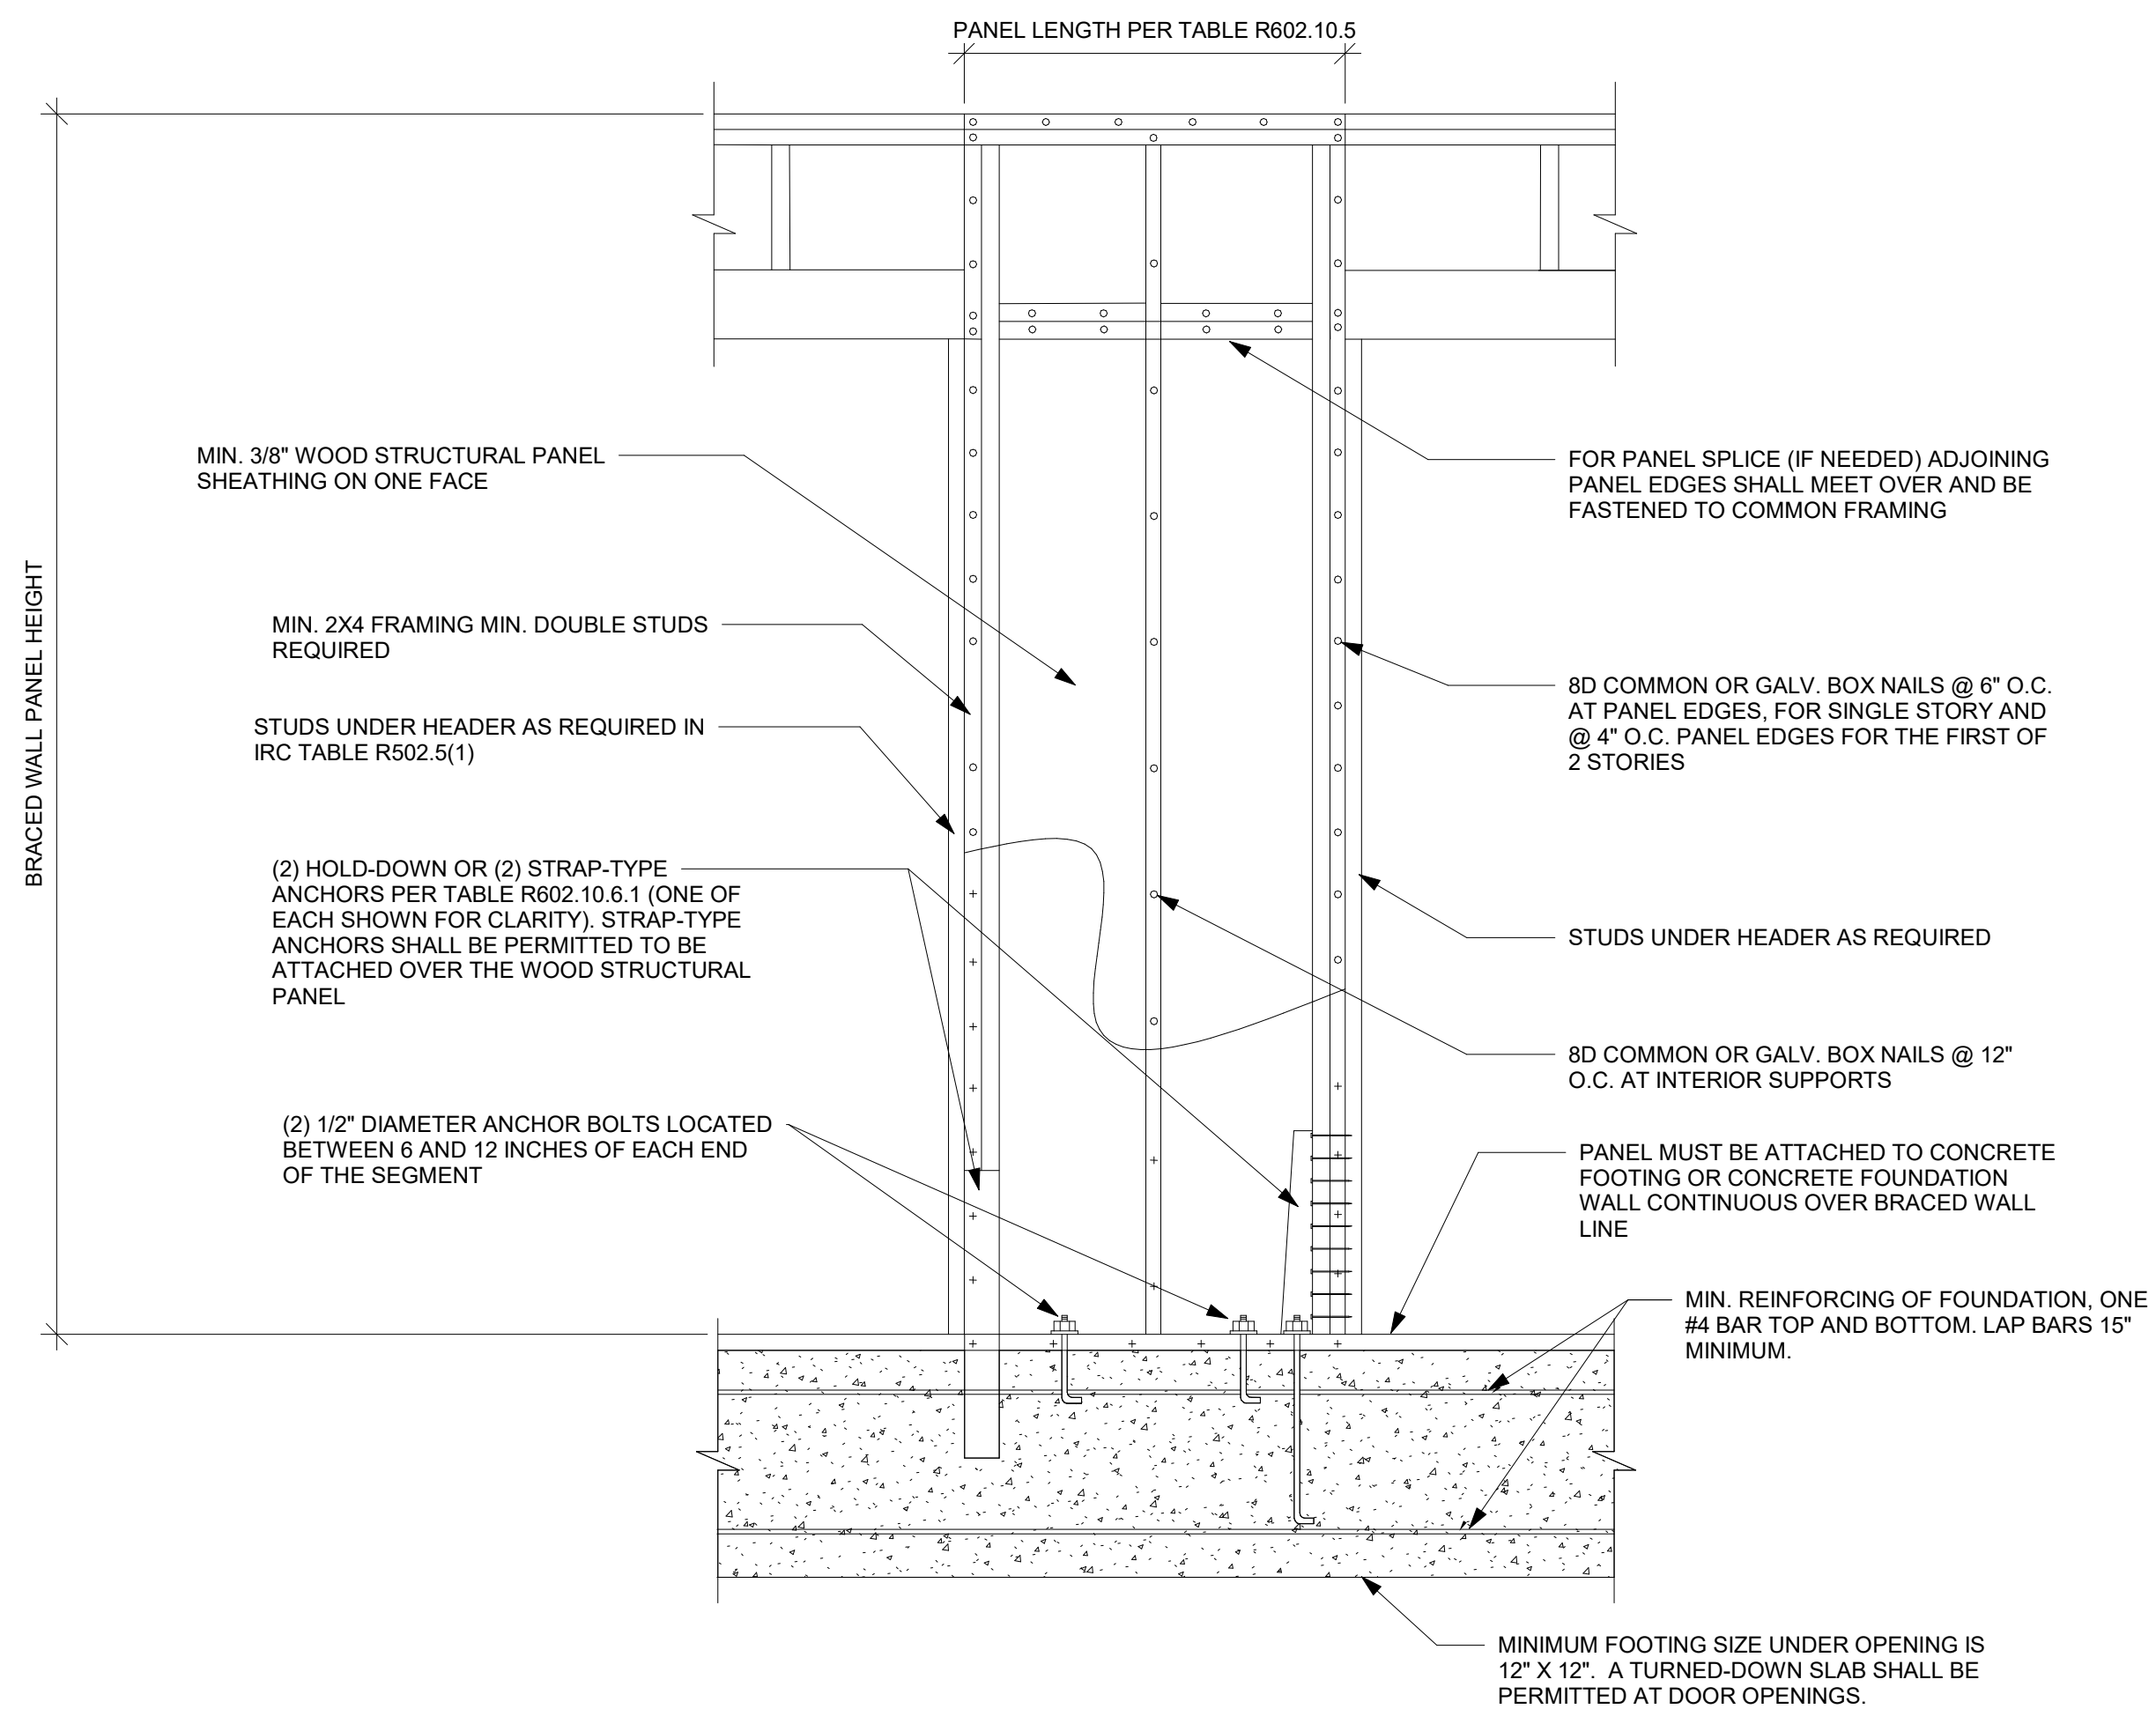 PANEL LENGTH PER TABLE R602.10.5
BRACED WALL PANEL HEIGHT
MIN. 3/8" WOOD STRUCTURAL PANEL
SHEATHING ON ONE FACE
MIN. 2X4 FRAMING MIN. DOUBLE STUDS
REQUIRED
STUDS UNDER HEADER AS REQUIRED IN
IRC TABLE R502.5(1)
(2) HOLD-DOWN OR (2) STRAP-TYPE
ANCHORS PER TABLE R602.10.6.1 (ONE OF
EACH SHOWN FOR CLARITY). STRAP-TYPE
ANCHORS SHALL BE PERMITTED TO BE
ATTACHED OVER THE WOOD STRUCTURAL
PANEL
(2) 1/2" DIAMETER ANCHOR BOLTS LOCATED
BETWEEN 6 AND 12 INCHES OF EACH END
OF THE SEGMENT
FOR PANEL SPLICE (IF NEEDED) ADJOINING
PANEL EDGES SHALL MEET OVER AND BE
FASTENED TO COMMON FRAMING
8D COMMON OR GALV. BOX NAILS @ 6" O.C.
AT PANEL EDGES, FOR SINGLE STORY AND
@ 4" O.C. PANEL EDGES FOR THE FIRST OF
2 STORIES
STUDS UNDER HEADER AS REQUIRED
8D COMMON OR GALV. BOX NAILS @ 12"
O.C. AT INTERIOR SUPPORTS
PANEL MUST BE ATTACHED TO CONCRETE
FOOTING OR CONCRETE FOUNDATION
WALL CONTINUOUS OVER BRACED WALL
LINE
MIN. REINFORCING OF FOUNDATION, ONE
#4 BAR TOP AND BOTTOM. LAP BARS 15"
MINIMUM.
MINIMUM FOOTING SIZE UNDER OPENING IS
12" X 12". A TURNED-DOWN SLAB SHALL BE
PERMITTED AT DOOR OPENINGS.